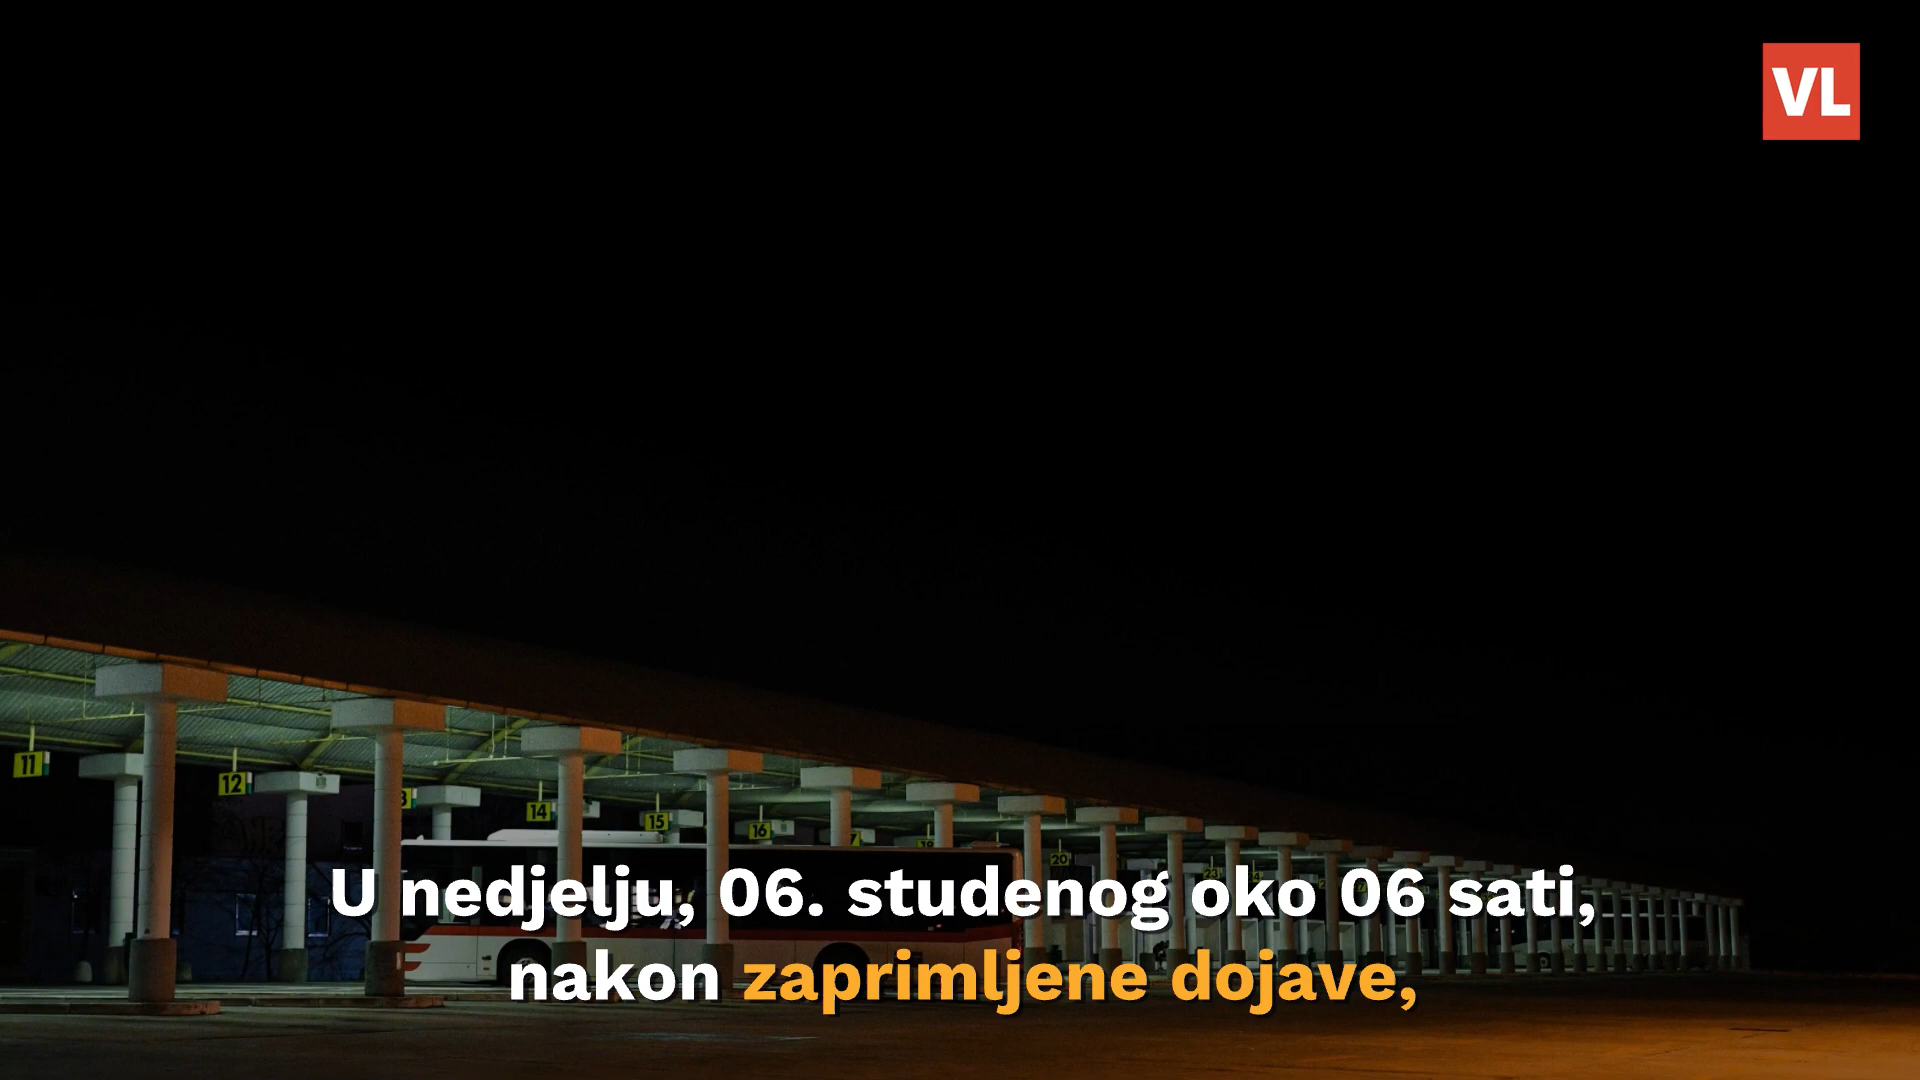 VL
11
12
14
15
16
20
U nedjelju, 06. studenog oko 06 sati,
nakon zaprimljene dojave,